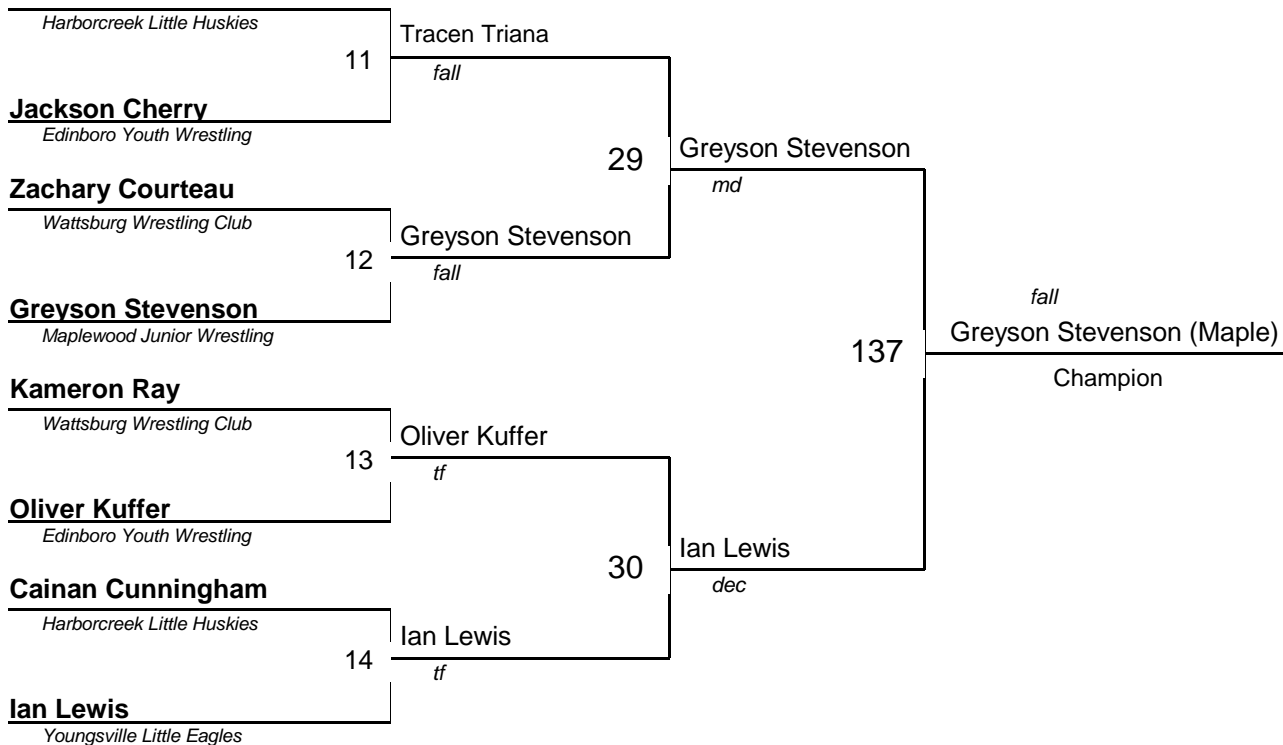 Harborcreek Little Huskies
11
Tracen Triana
fall
Jackson Cherry
Edinboro Youth Wrestling
29
Greyson Stevenson
md
Zachary Courteau
Wattsburg Wrestling Club
12
Greyson Stevenson
fall
Greyson Stevenson
Maplewood Junior Wrestling
137
fall
Greyson Stevenson (Maple)
Champion
Kameron Ray
Wattsburg Wrestling Club
13
Oliver Kuffer
tf
Oliver Kuffer
Edinboro Youth Wrestling
30
Ian Lewis
dec
Cainan Cunningham
Harborcreek Little Huskies
14
Ian Lewis
tf
Ian Lewis
Youngsville Little Eagles